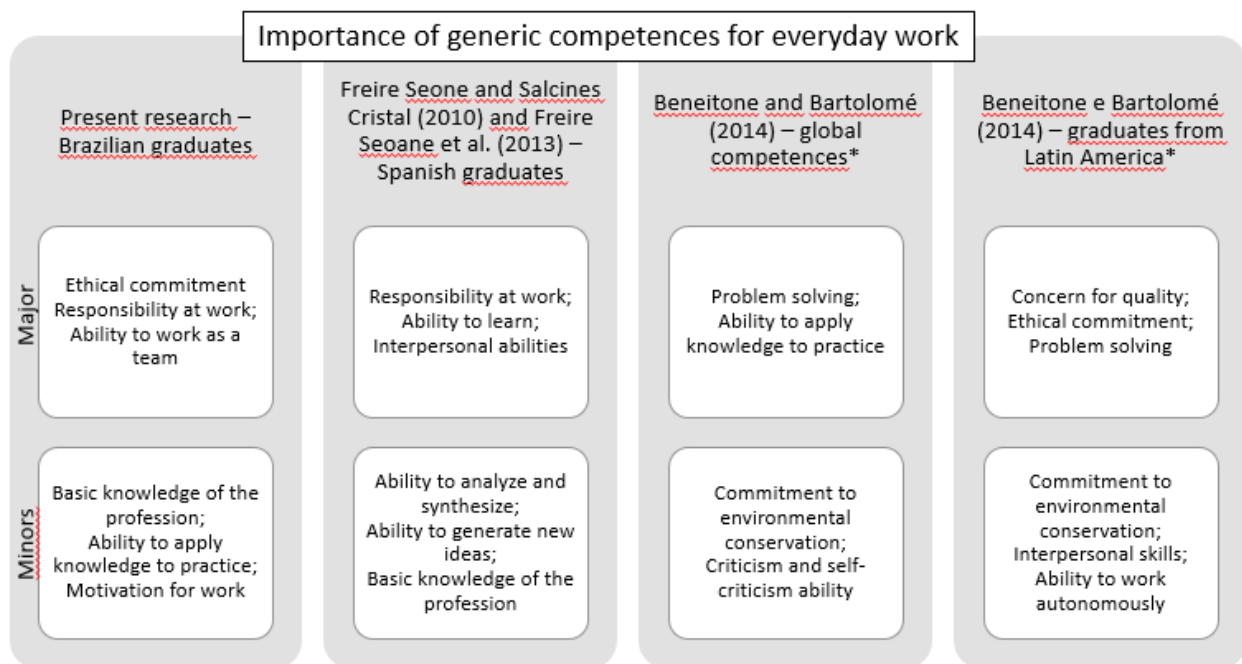 Importance of generic competences for everyday work
Present research –
Brazilian graduates
Freire Seone and Salcines
Cristal (2010) and Freire
Seoane et al. (2013) –
Spanish graduates
Beneitone and Bartolomé
(2014) – global
competences*
Beneitone e Bartolomé
(2014) – graduates from
Latin America*
Major
Ethical commitment
Responsibility at work;
Ability to work as a
team
Responsibility at work;
Ability to learn;
Interpersonal abilities
Problem solving;
Ability to apply
knowledge to practice
Concern for quality;
Ethical commitment;
Problem solving
Minors
Basic knowledge of the
profession;
Ability to apply
knowledge to practice;
Motivation for work
Ability to analyze and
synthesize;
Ability to generate new
ideas;
Basic knowledge of the
profession
Commitment to
environmental
conservation;
Criticism and self-
criticism ability
Commitment to
environmental
conservation;
Interpersonal skills;
Ability to work
autonomously